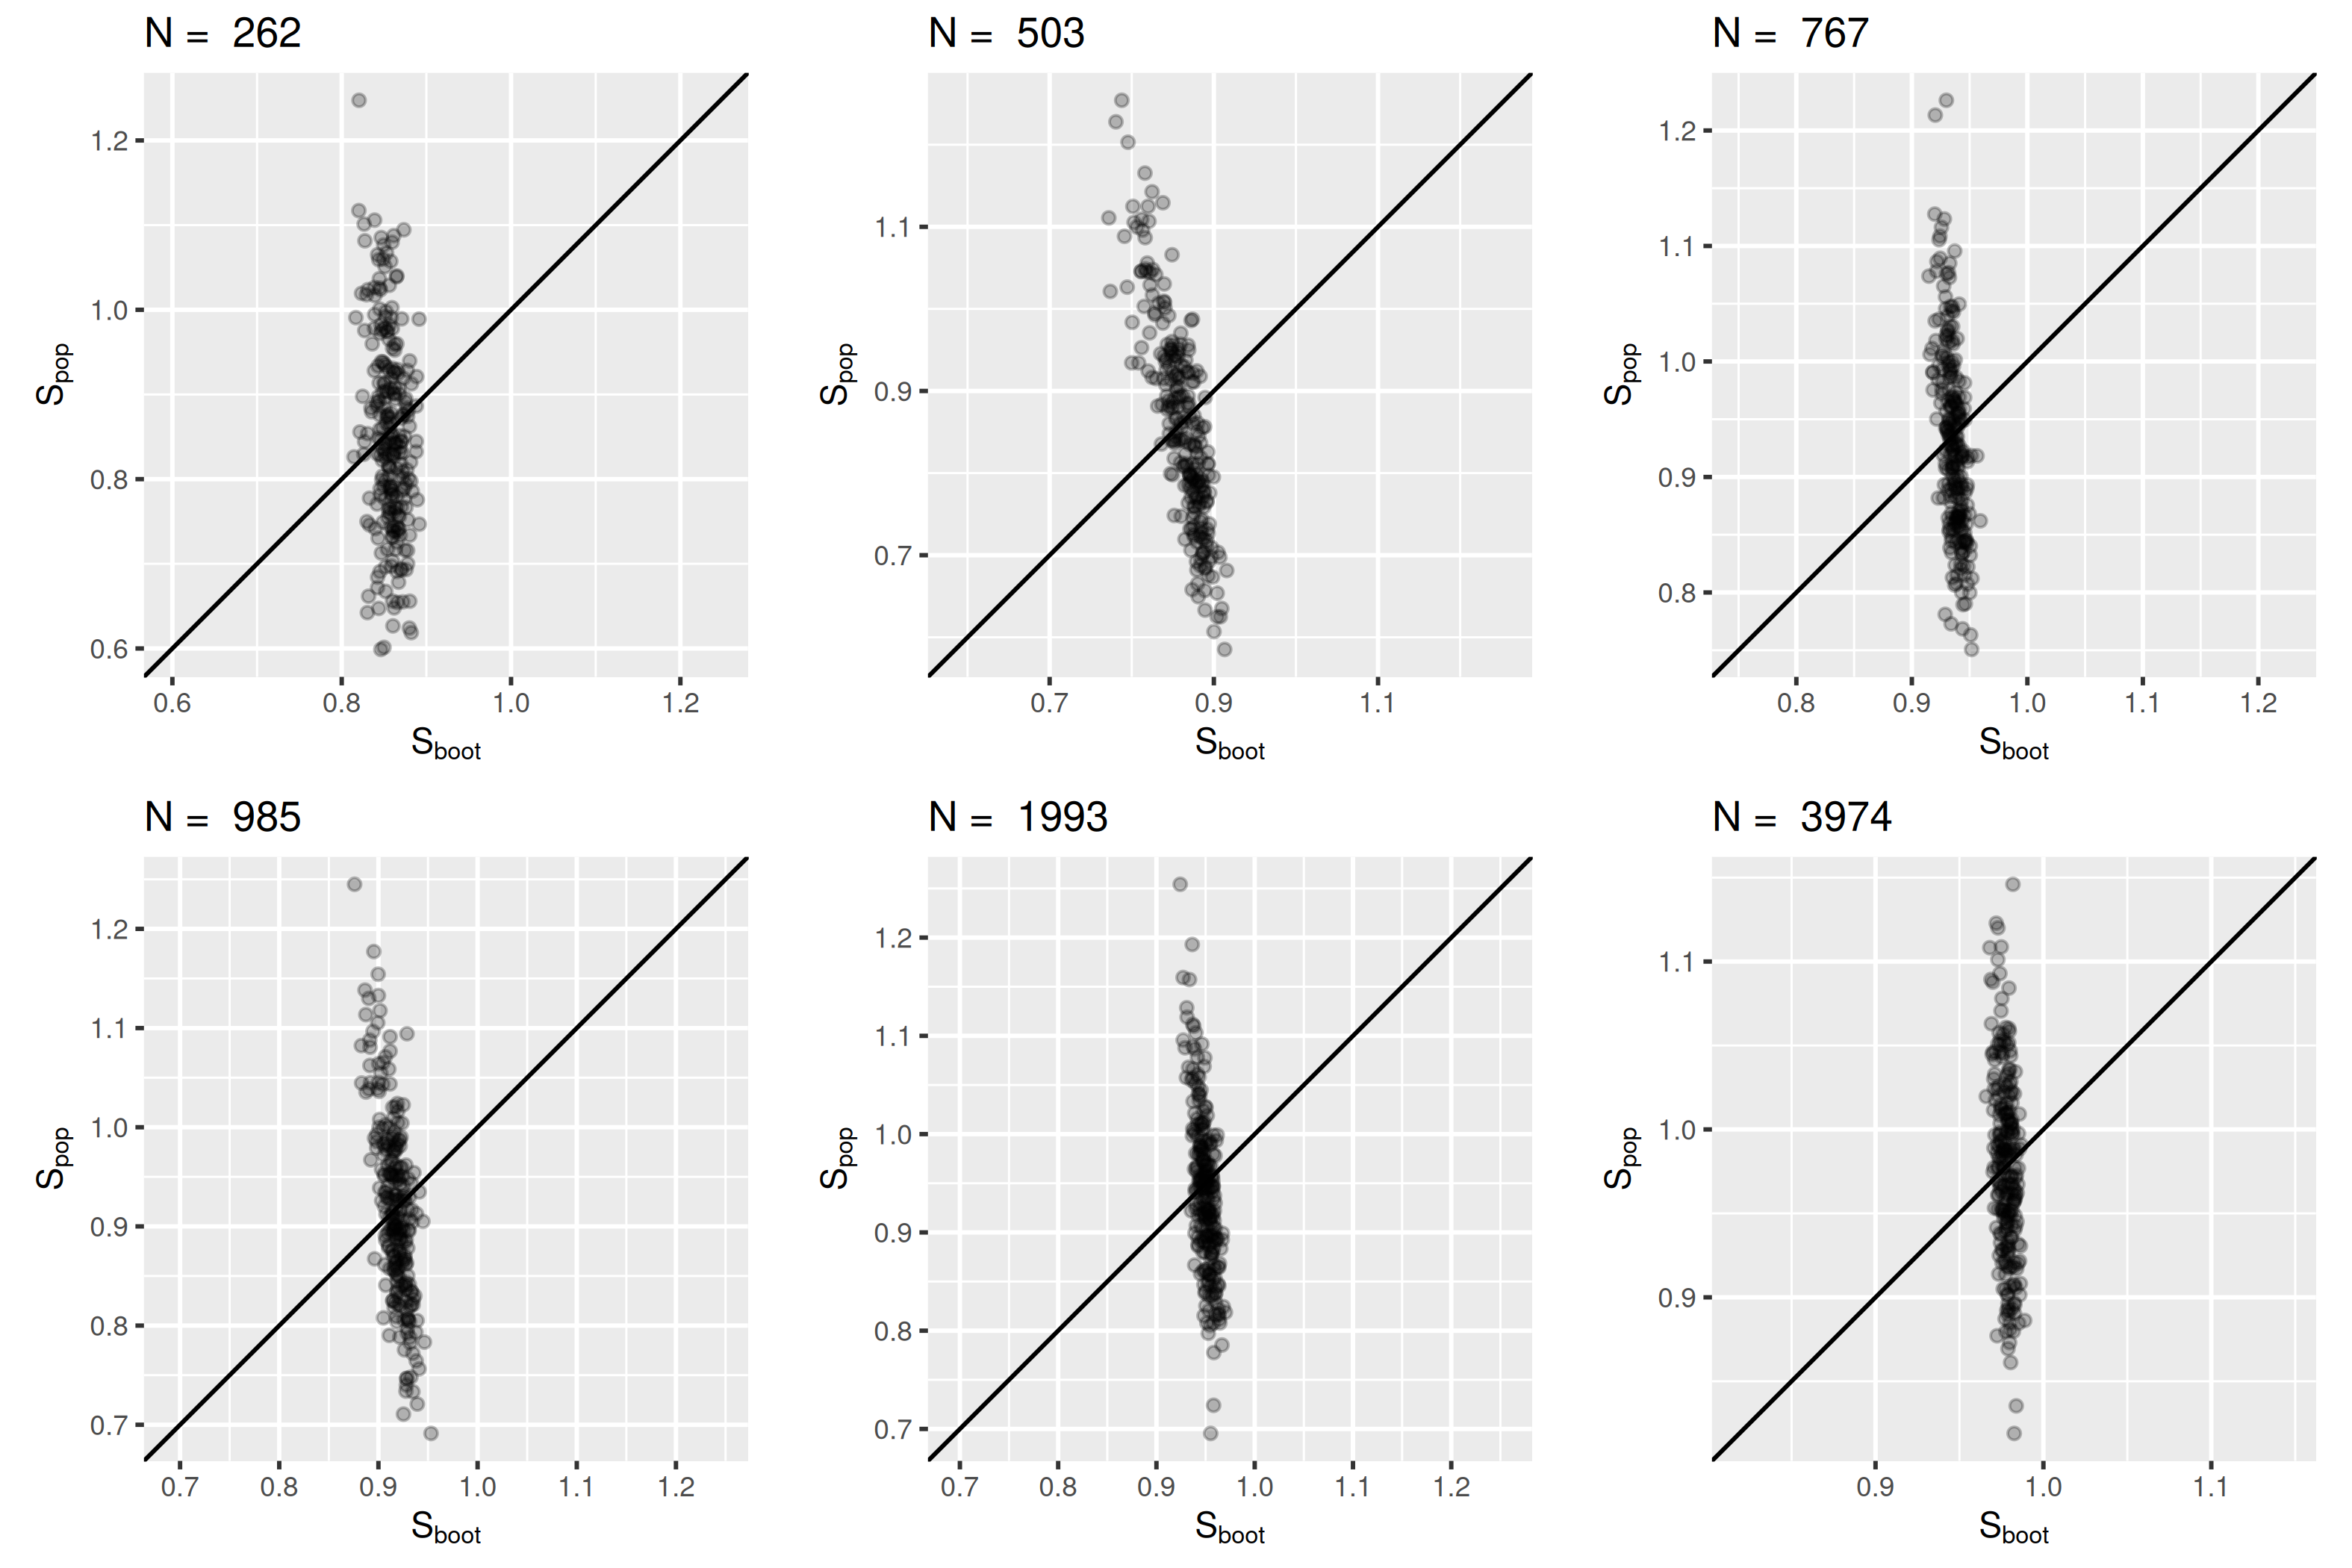 N = 262
N = 503
N = 767
1.2
1.0
0.8
0.6
S_pop
0.6 0.8 1.0 1.2
S_boot
1.1
0.9
0.7
S_pop
0.7 0.9 1.1
S_boot
1.2
1.1
1.0
0.9
0.8
S_pop
0.8 0.9 1.0 1.1 1.2
S_boot
N = 985
N = 1993
N = 3974
1.2
1.1
1.0
0.9
0.8
0.7
S_pop
0.7 0.8 0.9 1.0 1.1 1.2
S_boot
1.2
1.1
1.0
0.9
0.8
0.7
S_pop
0.7 0.8 0.9 1.0 1.1 1.2
S_boot
1.1
1.0
0.9
S_pop
0.9 1.0 1.1
S_boot